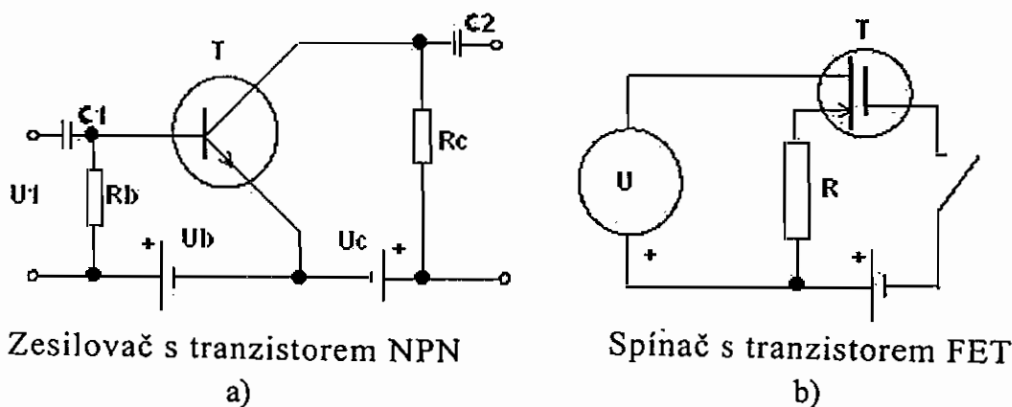 C2
T
C1
Rc
U1
Rb
+
Ub
Uc
+
T
U
R
+
+
Zesilovač s tranzistorem NPN
a)
Spínač s tranzistorem FET
b)